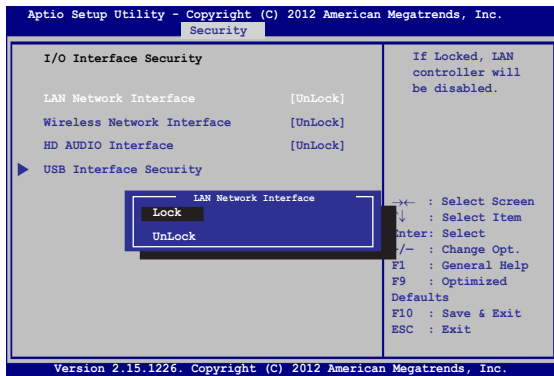 Aptio Setup Utility - Copyright (C) 2012 American Megatrends, Inc.
Security
I/O Interface Security
LAN Network Interface [UnLock]
Wireless Network Interface [UnLock]
HD AUDIO Interface [UnLock]
USB Interface Security
If Locked, LAN
controller will
be disabled.
LAN Network Interface
Lock
UnLock
→← : Select Screen
↑↓ : Select Item
Enter: Select
+/— : Change Opt.
F1 : General Help
F9 : Optimized
Defaults
F10 : Save & Exit
ESC : Exit
Version 2.15.1226. Copyright (C) 2012 American Megatrends, Inc.